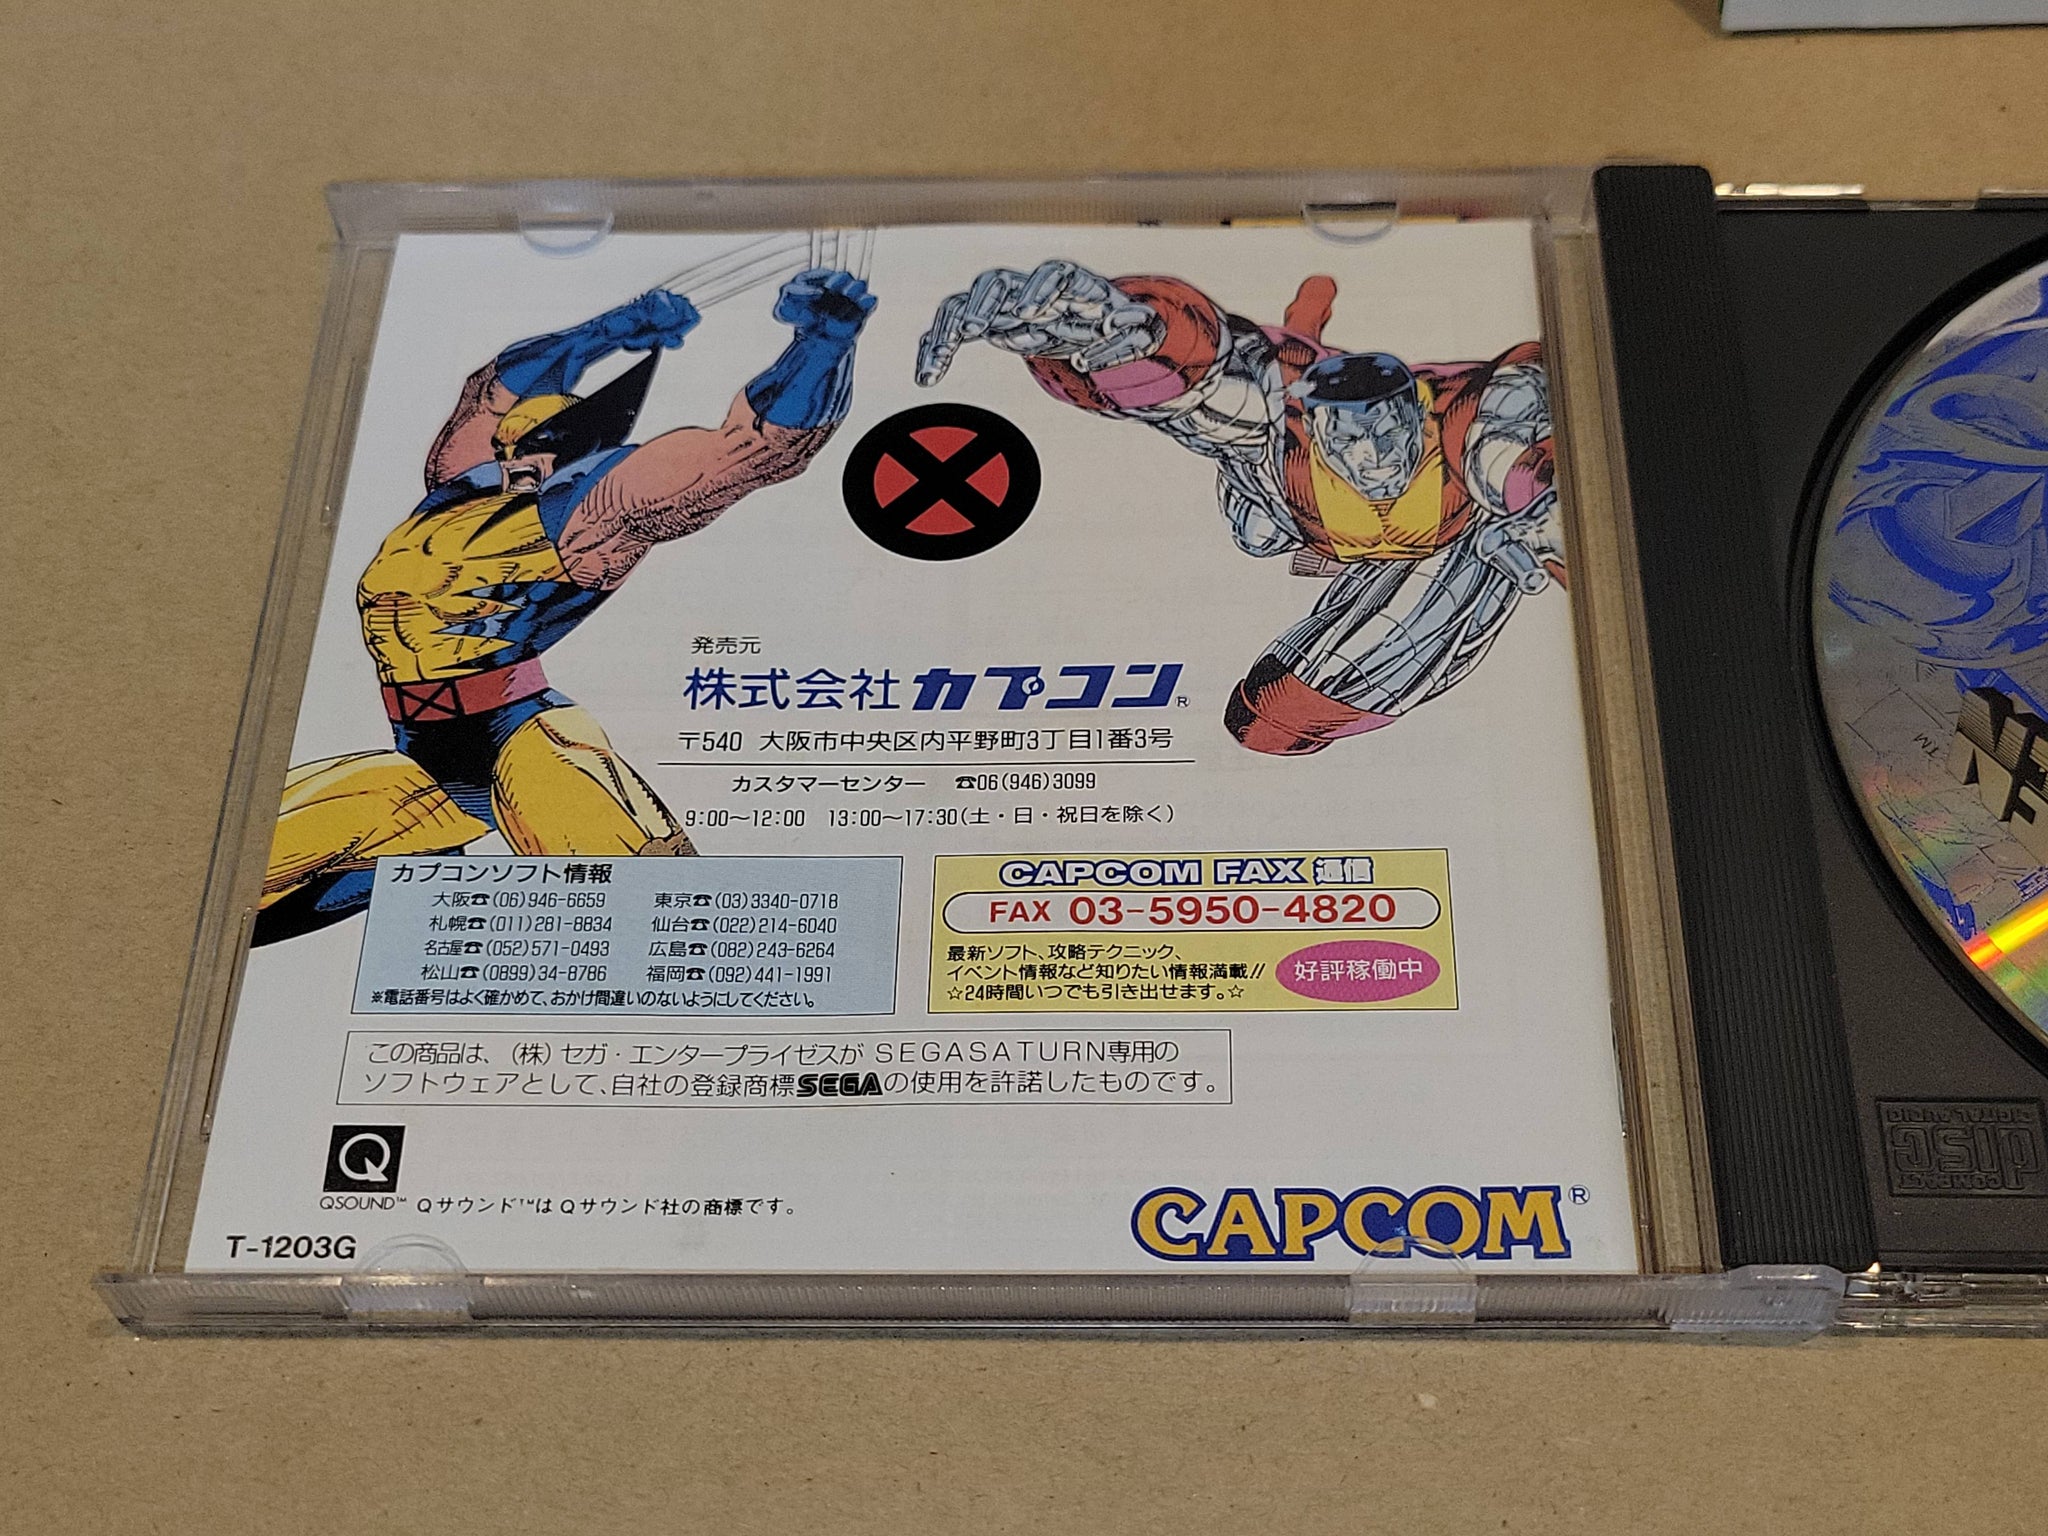 発売元
株式会社カプコン®
〒540 大阪市中央区内平野町3丁目1番3号
カスタマーセンター ☎06(946)3099
9:00〜12:00 13:00〜17:30(土・日・祝日を除く)
カプコンソフト情報
大阪☎(06)946-6659 東京☎(03)3340-0718
札幌☎(011)281-8834 仙台☎(022)214-6040
名古屋☎(052)571-0493 広島☎(082)243-6264
松山☎(0899)34-8786 福岡☎(092)441-1991
※電話番号はよく確かめて、おかけ間違いのないようにしてください。
CAPCOM FAX 通信
FAX 03-5950-4820
最新ソフト、攻略テクニック、
イベント情報など知りたい情報満載!!
☆24時間いつでも引き出せます。☆
好評稼働中
この商品は、(株)セガ・エンタープライゼスが SEGASATURN専用の
ソフトウェアとして、自社の登録商標SEGAの使用を許諾したものです。
Q
QSOUND™ Qサウンド™は Qサウンド社の商標です。
T-1203G
CAPCOM®
COMPACT
disc
DIGITAL AUDIO
TM